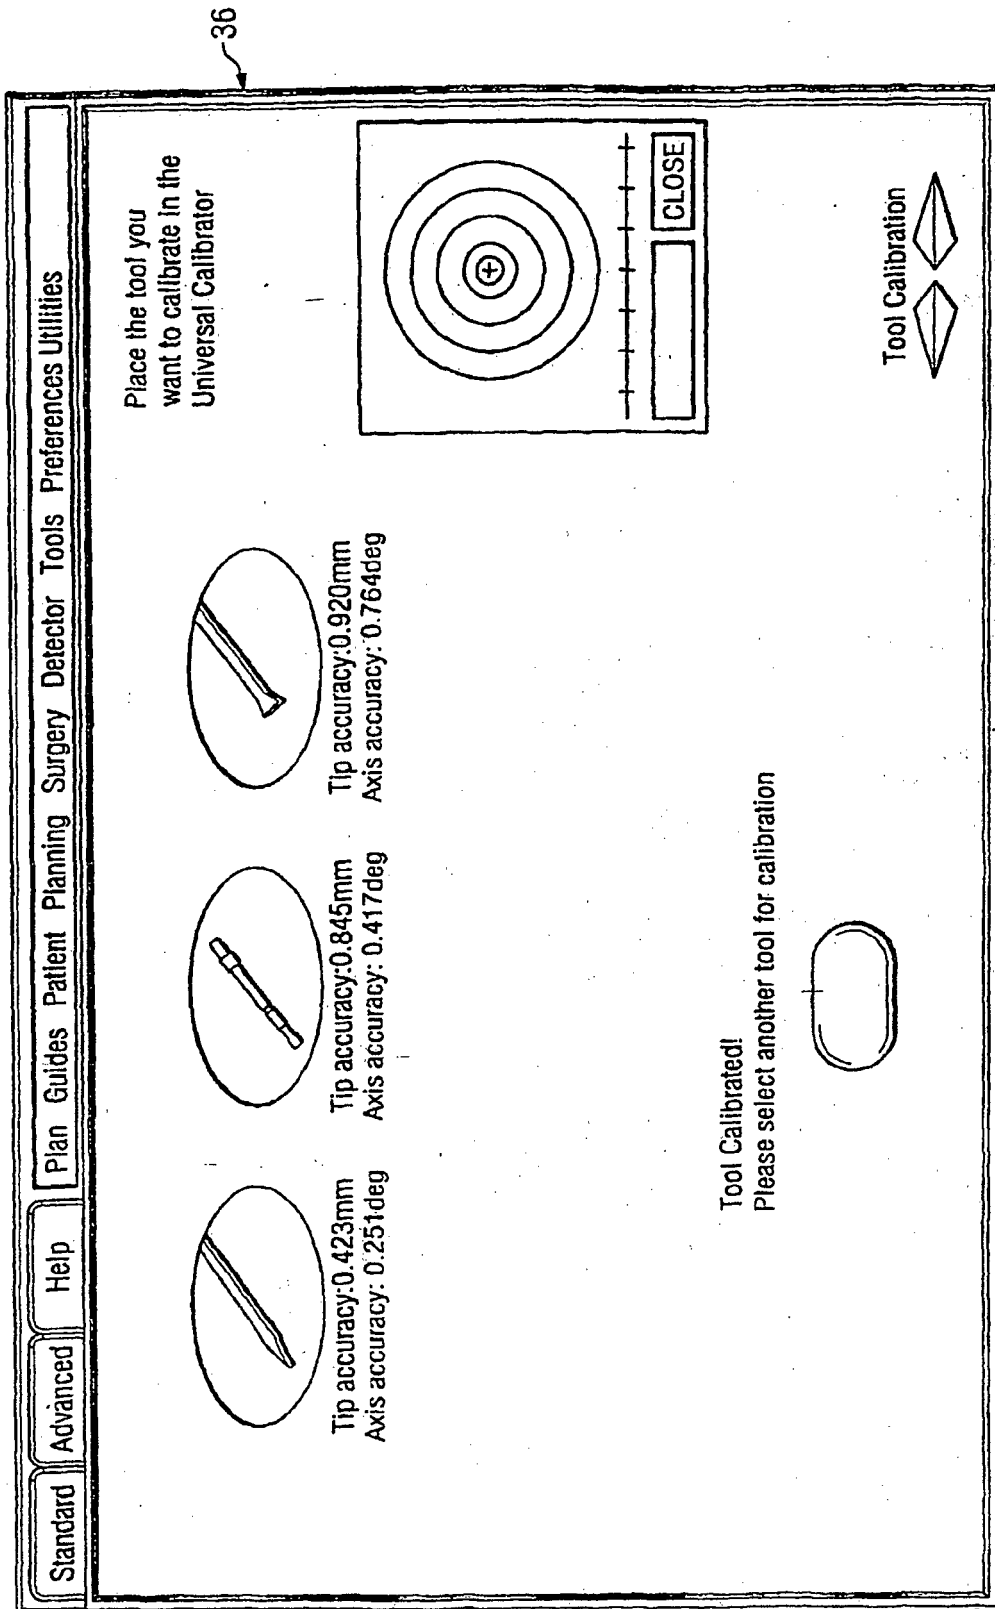 36
Standard Advanced Help Plan Guides Patient Planning Surgery Detector Tools Preferences Utilities
Place the tool you
want to calibrate in the
Universal Calibrator
Tip accuracy:0.423mm
Axis accuracy: 0.251deg
Tip accuracy:0.845mm
Axis accuracy: 0.417deg
Tip accuracy:0.920mm
Axis accuracy: 0.764deg
CLOSE
Tool Calibrated!
Please select another tool for calibration
Tool Calibration